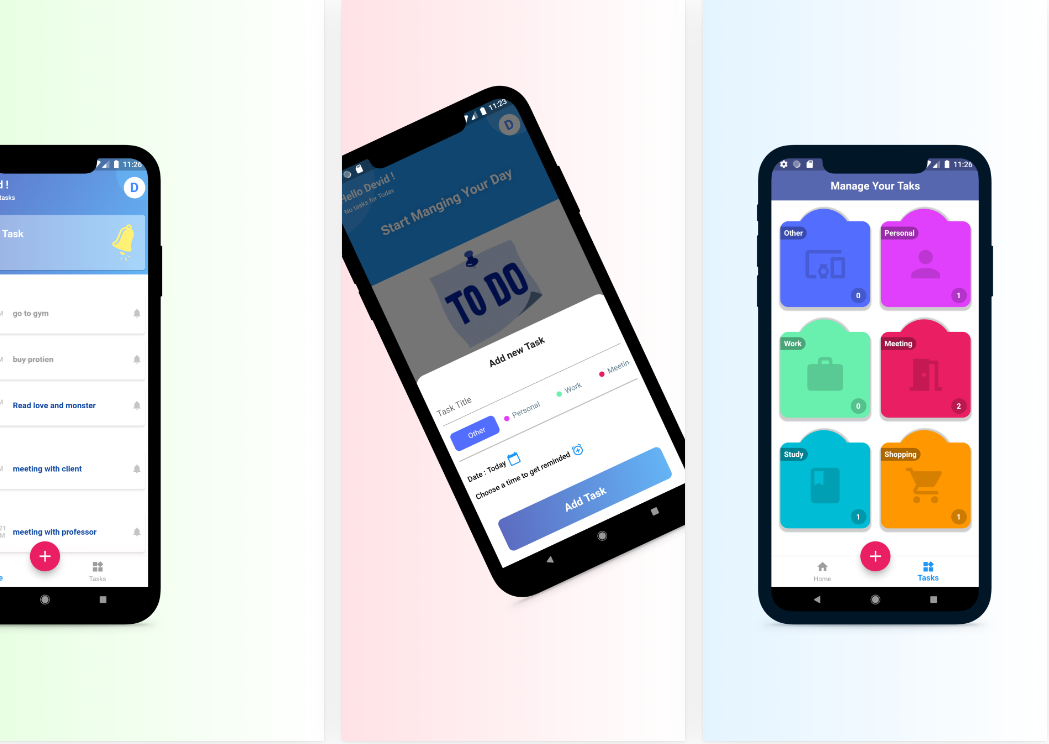 11:26
d !
D
tasks
Task
M
go to gym
M
buy protien
M
Read love and monster
M
meeting with client
21
M
meeting with professor
+
e
Tasks
11:23
D
Hello Devid !
No tasks for Today
Start Manging Your Day
TO DO
Add new Task
Task Title
Other
Personal
Work
Meetin
Date : Today
Choose a time to get reminded
Add Task
11:26
Manage Your Taks
Other
0
Personal
1
Work
0
Meeting
2
Study
1
Shopping
1
+
Home
Tasks